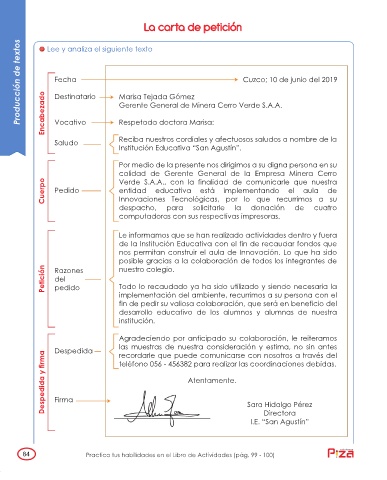 La carta de petición
Producción de textos
Lee y analiza el siguiente texto
Encabezado
Fecha
Cuzco; 10 de junio del 2019
Destinatario
Marisa Tejada Gómez
Gerente General de Minera Cerro Verde S.A.A.
Vocativo
Respetada doctora Marisa:
Saludo
Reciba nuestros cordiales y afectuosos saludos a nombre de la
Institución Educativa "San Agustín".
Cuerpo
Pedido
Por medio de la presente nos dirigimos a su digna persona en su
calidad de Gerente General de la Empresa Minera Cerro
Verde S.A.A., con la finalidad de comunicarle que nuestra
entidad educativa está implementando el aula de
Innovaciones Tecnológicas, por lo que recurrimos a su
despacho, para solicitarle la donación de cuatro
computadoras con sus respectivas impresoras.
Petición
Razones
del
pedido
Le informamos que se han realizado actividades dentro y fuera
de la Institución Educativa con el fin de recaudar fondos que
nos permitan construir el aula de Innovación. Lo que ha sido
posible gracias a la colaboración de todos los integrantes de
nuestro colegio.
Todo lo recaudado ya ha sido utilizado y siendo necesaria la
implementación del ambiente, recurrimos a su persona con el
fin de pedir su valiosa colaboración, que será en beneficio del
desarrollo educativo de los alumnos y alumnas de nuestra
institución.
Despedida y firma
Despedida
Agradeciendo por anticipado su colaboración, le reiteramos
las muestras de nuestra consideración y estima, no sin antes
recordarle que puede comunicarse con nosotros a través del
teléfono 056 - 456382 para realizar las coordinaciones debidas.
Atentamente.
Firma
Sara Hidalgo Pérez
Directora
I.E. "San Agustín"
84
Practica tus habilidades en el Libro de Actividades (pág. 99 - 100)